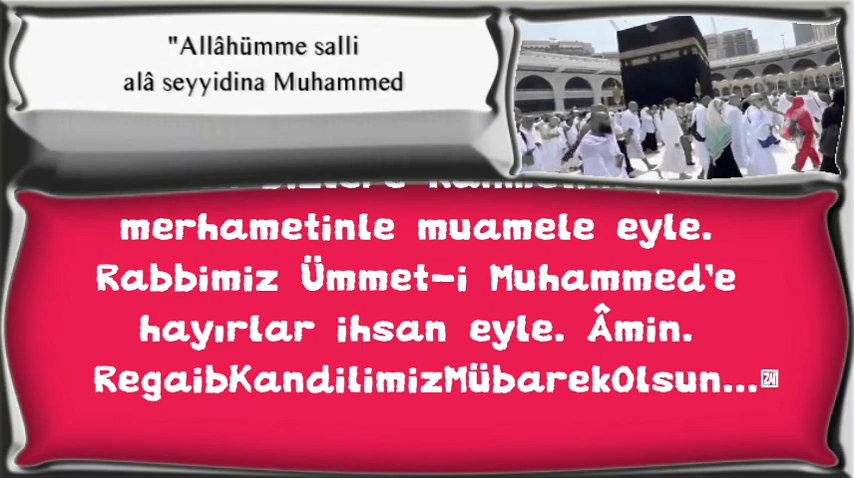 "Allâhümme salli
alâ seyyidina Muhammed
merhametinle muamele eyle.
Rabbimiz Ümmet-i Muhammed'e
hayırlar ihsan eyle. Âmin.
RegaibKandilimizMübarekOlsun...